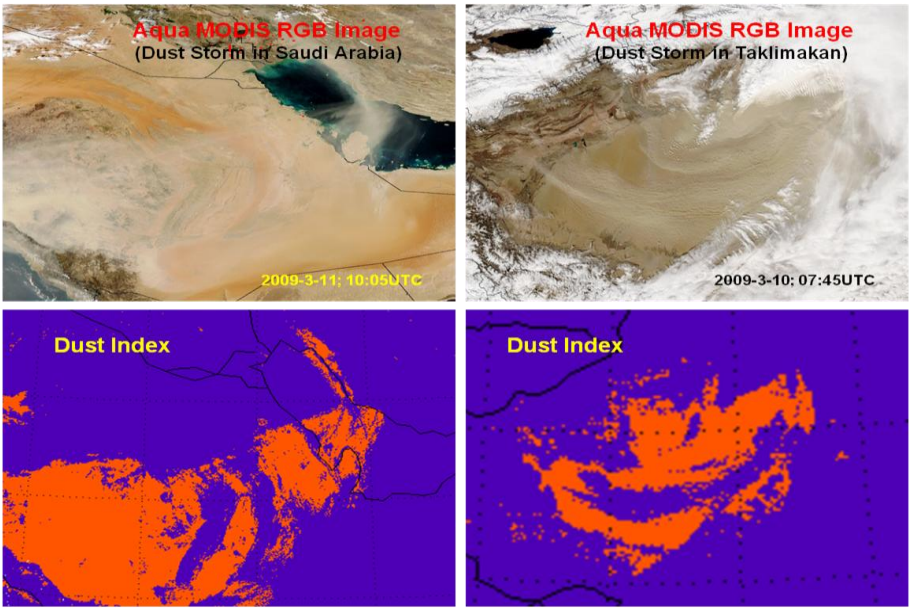 Aqua MODIS RGB Image
(Dust Storm in Saudi Arabia)
2009-3-11; 10:05UTC
Aqua MODIS RGB Image
(Dust Storm in Taklimakan)
2009-3-10; 07:45UTC
Dust Index
Dust Index